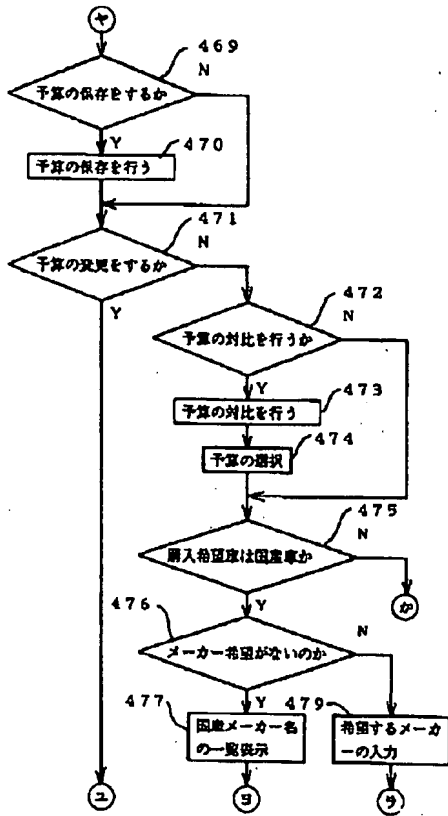 ヤ
469
N
予算の保存をするか
Y
470
予算の保存を行う
471
N
予算の変更をするか
Y
472
N
予算の対比を行うか
Y
473
予算の対比を行う
474
予算の選択
475
N
購入希望車は国産車か
か
476
Y
N
メーカー希望がないのか
477
Y
479
国産メーカー名
の一覧表示
希望するメーカ
ーの入力
ユ
ヨ
ラ